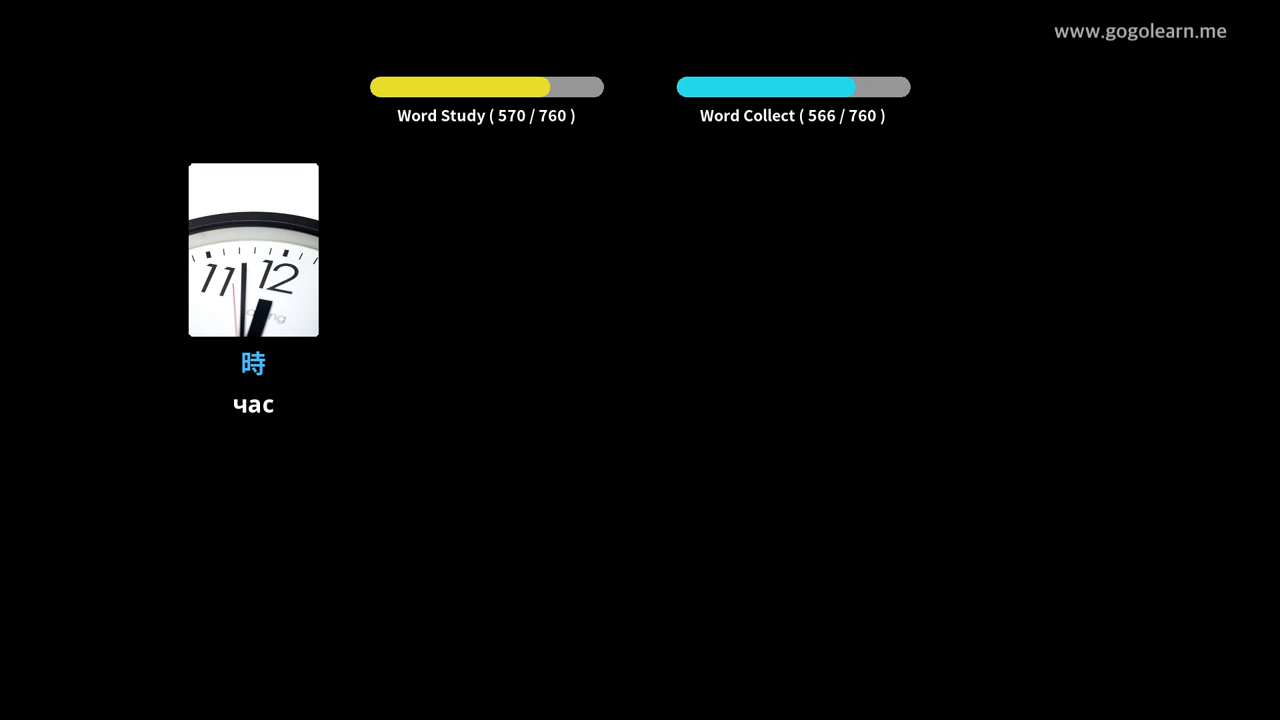 www.gogolearn.me
Word Study ( 570 / 760 )
Word Collect ( 566 / 760 )
11 12
時
час